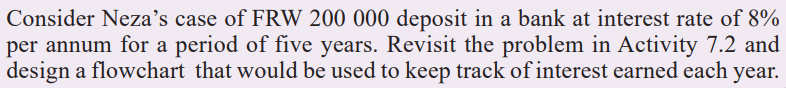 Consider Neza's case of FRW 200 000 deposit in a bank at interest rate of 8%
per annum for a period of five years. Revisit the problem in Activity 7.2 and
design a flowchart that would be used to keep track of interest earned each year.